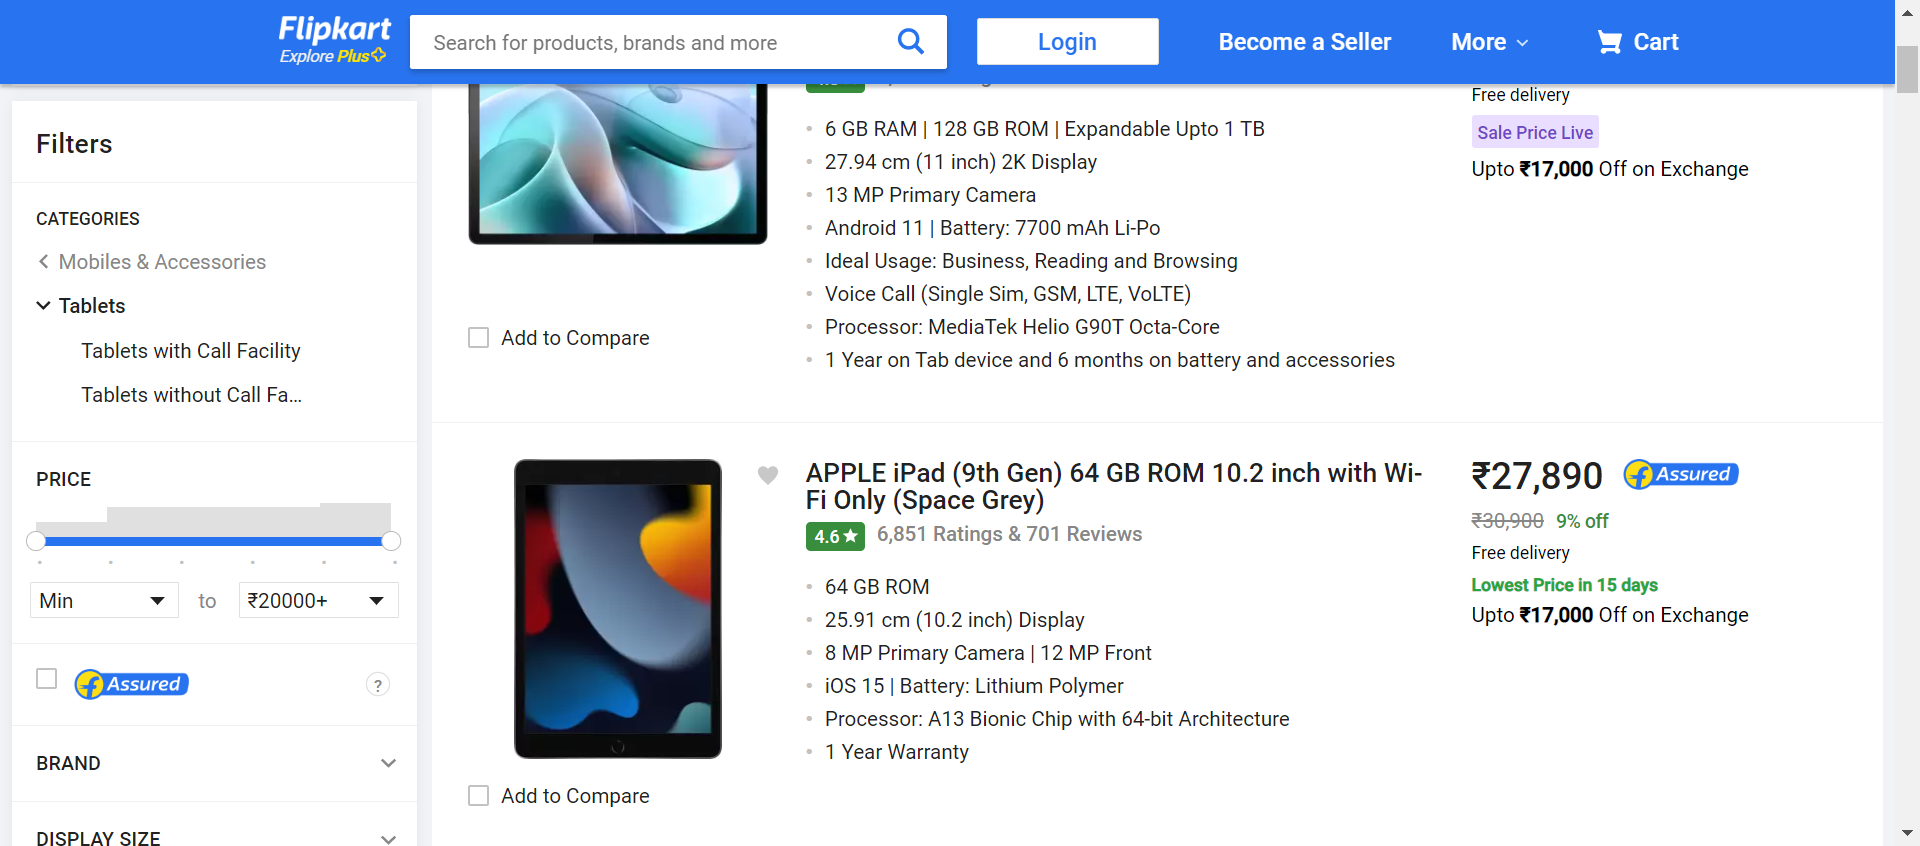 Flipkart
Explore Plus
Search for products, brands and more
Login
Become a Seller
More
Cart
Filters
CATEGORIES
Mobiles & Accessories
Tablets
Tablets with Call Facility
Tablets without Call Fa...
PRICE
Min
to
₹20000+
Assured
?
BRAND
DISPLAY SIZE
6 GB RAM | 128 GB ROM | Expandable Upto 1 TB
27.94 cm (11 inch) 2K Display
13 MP Primary Camera
Android 11 | Battery: 7700 mAh Li-Po
Ideal Usage: Business, Reading and Browsing
Voice Call (Single Sim, GSM, LTE, VoLTE)
Processor: MediaTek Helio G90T Octa-Core
1 Year on Tab device and 6 months on battery and accessories
Add to Compare
Free delivery
Sale Price Live
Upto ₹17,000 Off on Exchange
APPLE iPad (9th Gen) 64 GB ROM 10.2 inch with Wi-
Fi Only (Space Grey)
4.6★ 6,851 Ratings & 701 Reviews
64 GB ROM
25.91 cm (10.2 inch) Display
8 MP Primary Camera | 12 MP Front
iOS 15 | Battery: Lithium Polymer
Processor: A13 Bionic Chip with 64-bit Architecture
1 Year Warranty
Add to Compare
₹27,890
Assured
₹30,900 9% off
Free delivery
Lowest Price in 15 days
Upto ₹17,000 Off on Exchange